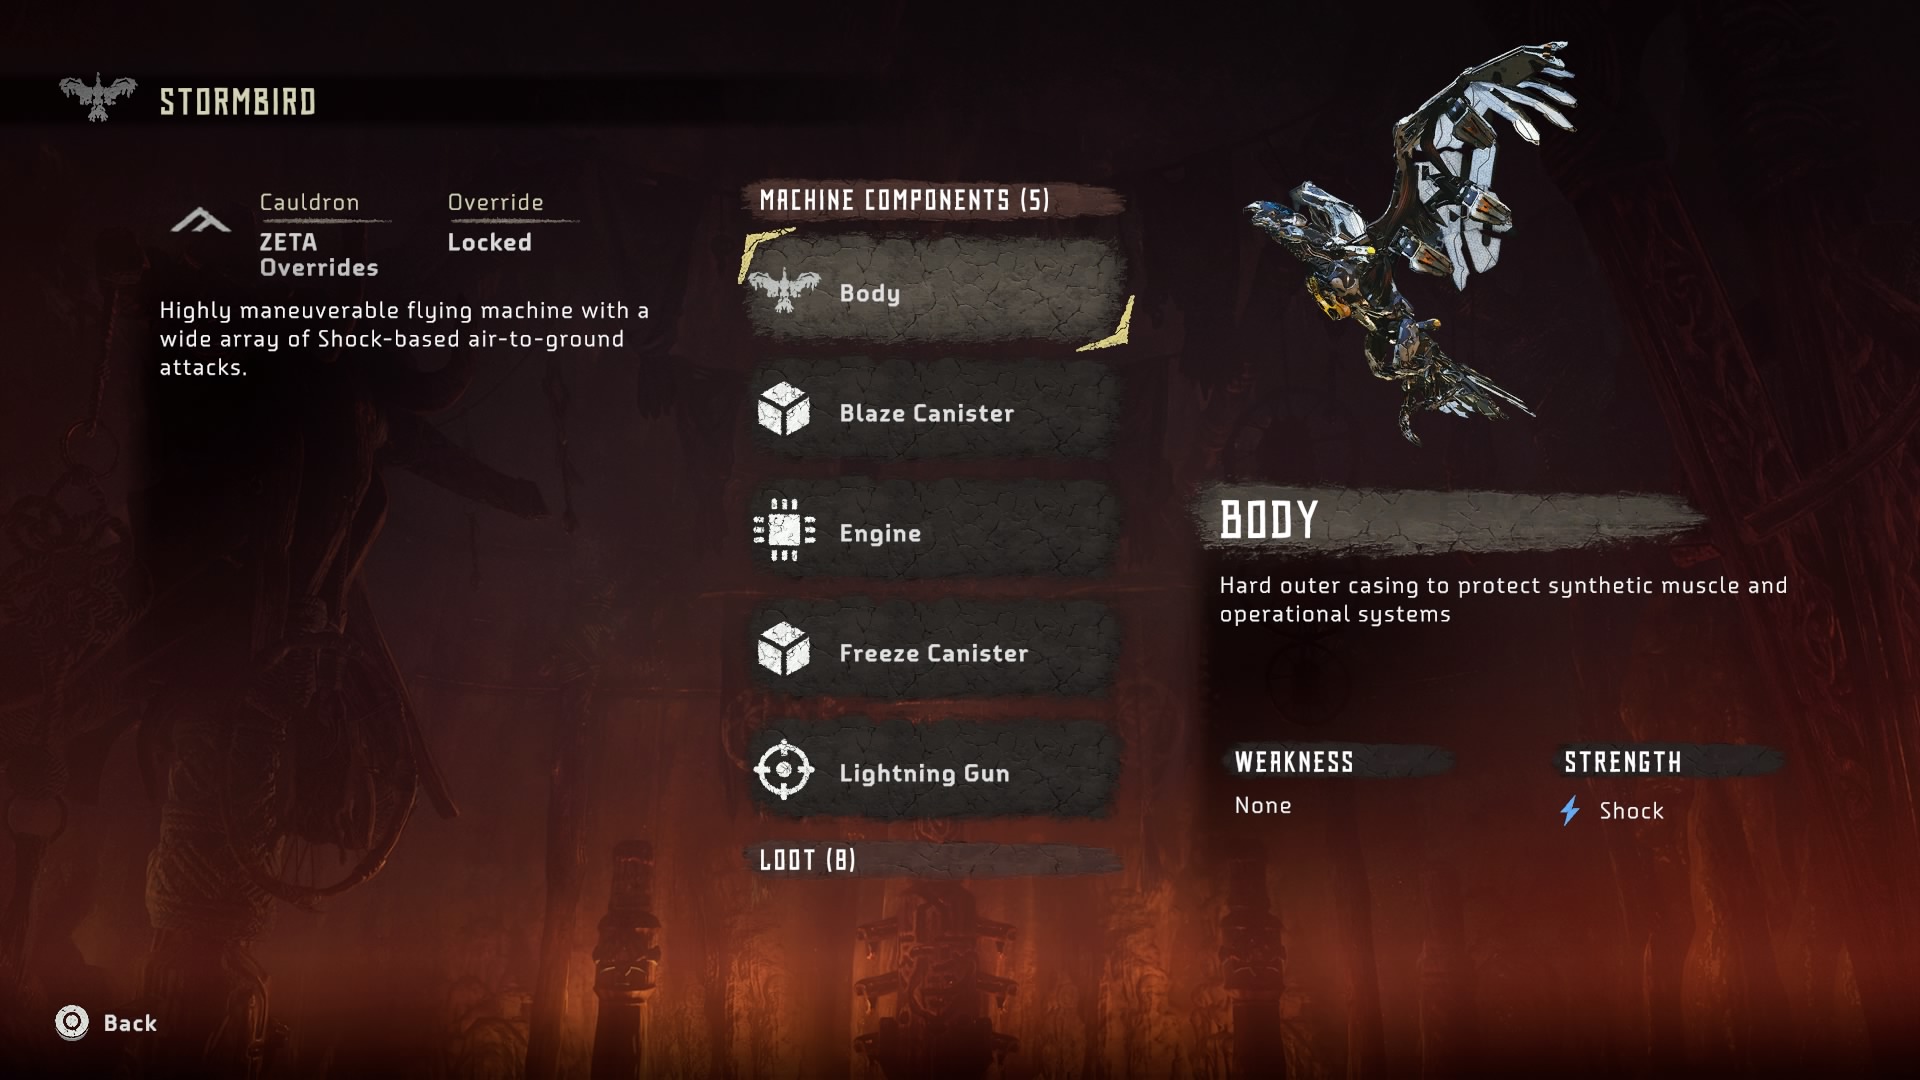 STORMBIRD
Cauldron
ZETA
Overrides
Override
Locked
Highly maneuverable flying machine with a
wide array of Shock-based air-to-ground
attacks.
MACHINE COMPONENTS (5)
Body
Blaze Canister
Engine
Freeze Canister
Lightning Gun
LOOT (8)
BODY
Hard outer casing to protect synthetic muscle and
operational systems
WEAKNESS
None
STRENGTH
Shock
Back